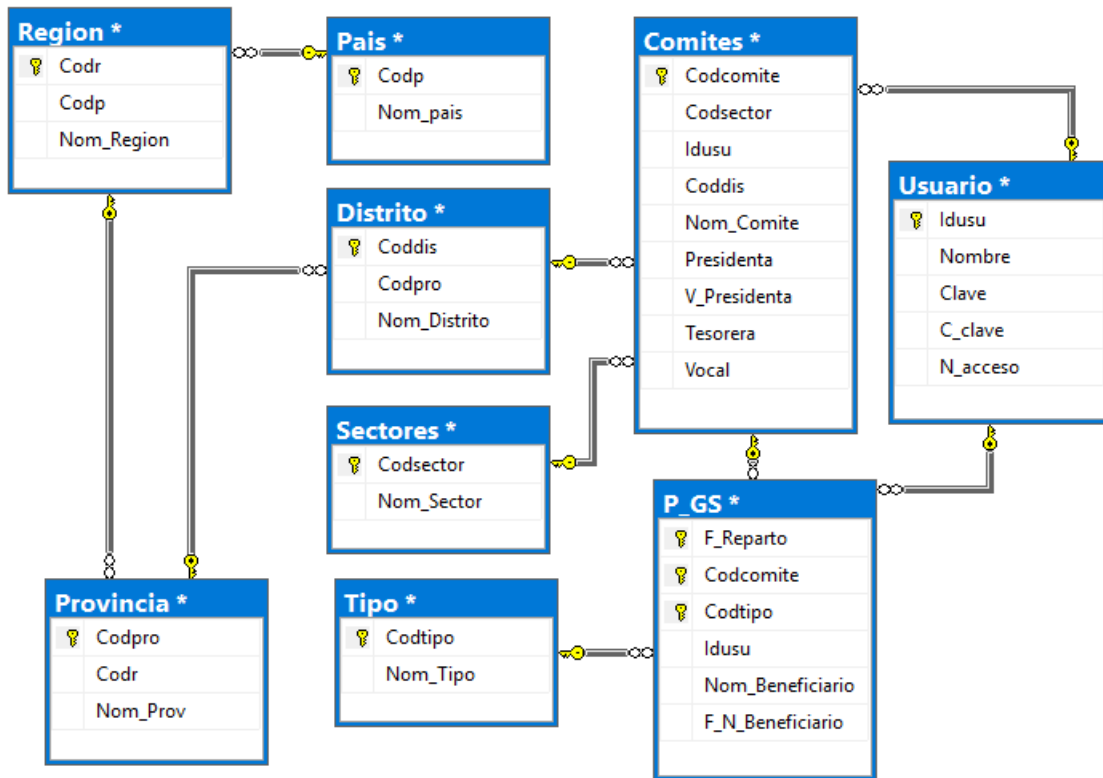 Region *
Codr
Codp
Nom_Region
Pais *
Codp
Nom_pais
Comites *
Codcomite
Codsector
Idusu
Coddis
Nom_Comite
Presidenta
V_Presidenta
Tesorera
Vocal
Usuario *
Idusu
Nombre
Clave
C_clave
N_acceso
Distrito *
Coddis
Codpro
Nom_Distrito
Sectores *
Codsector
Nom_Sector
P_GS *
F_Reparto
Codcomite
Codtipo
Idusu
Nom_Beneficiario
F_N_Beneficiario
Provincia *
Codpro
Codr
Nom_Prov
Tipo *
Codtipo
Nom_Tipo